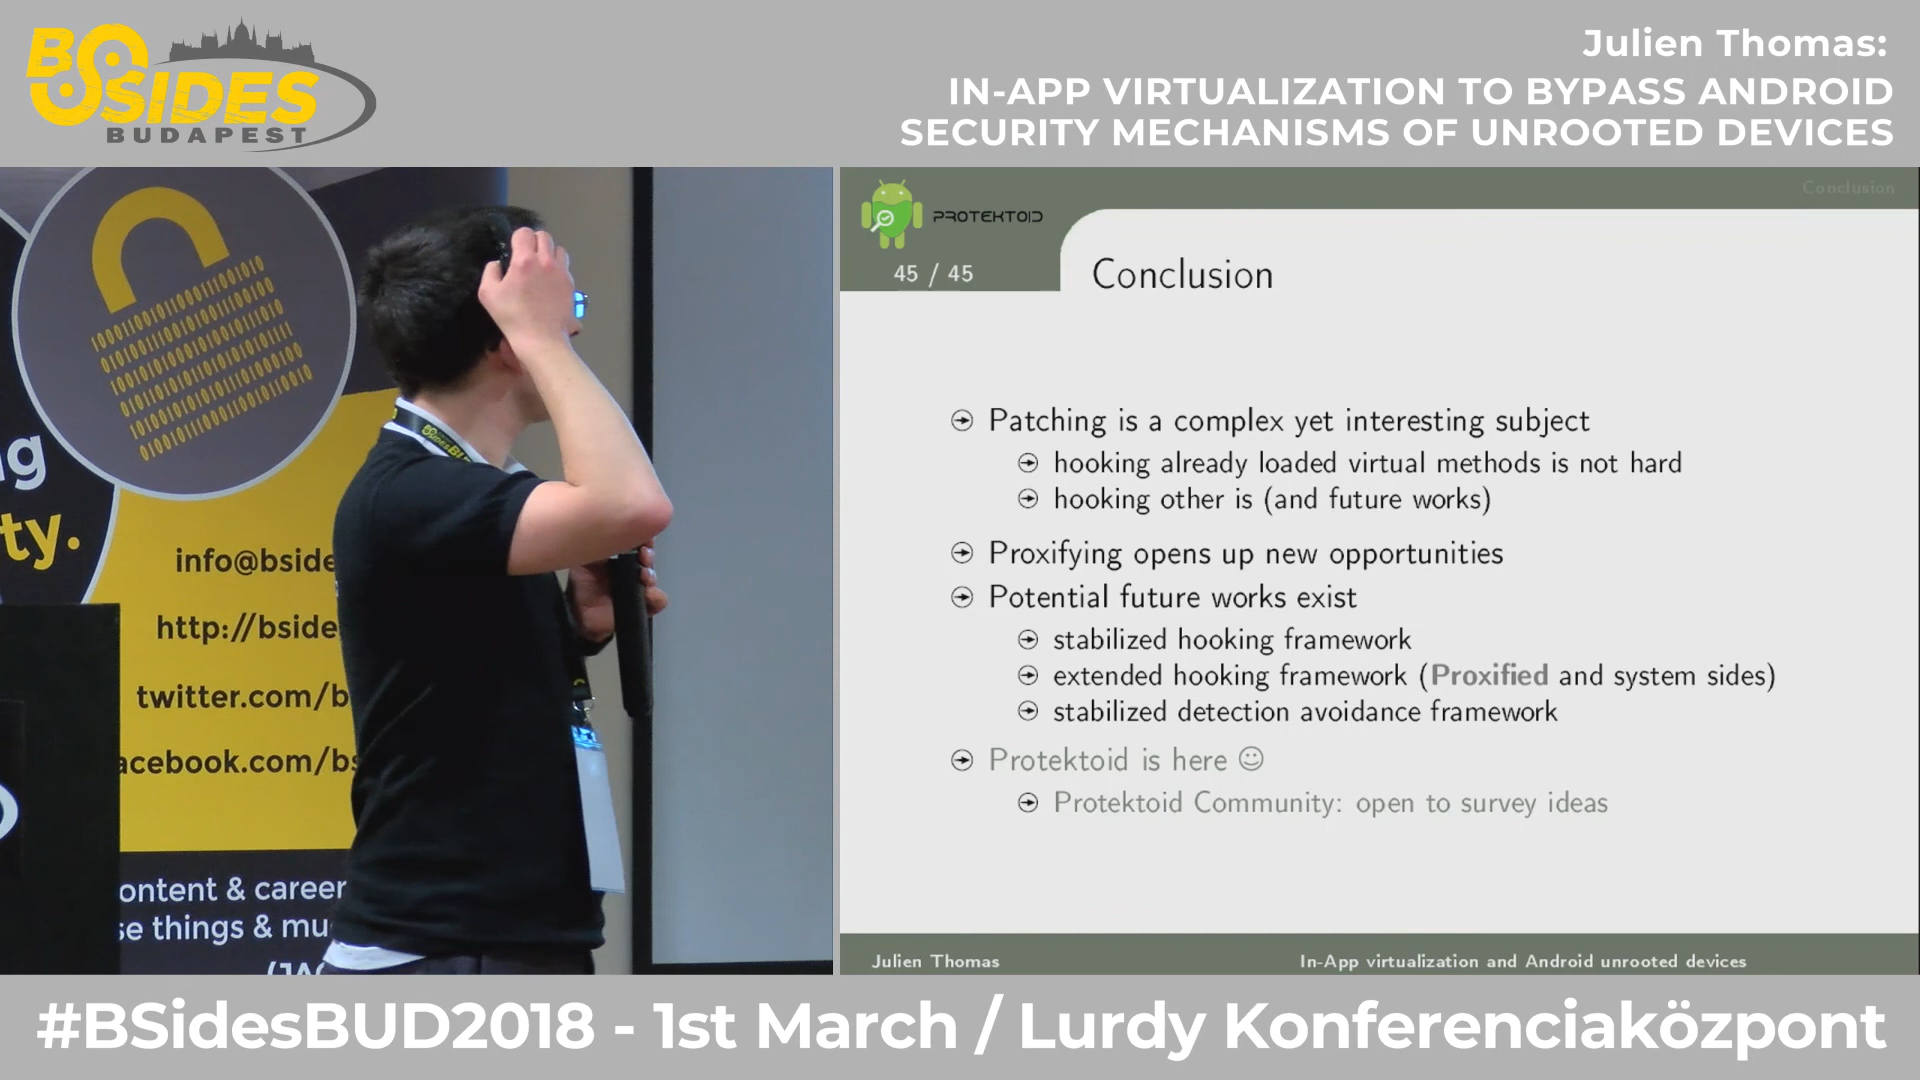 BSIDES
BUDAPEST
Julien Thomas:
IN-APP VIRTUALIZATION TO BYPASS ANDROID
SECURITY MECHANISMS OF UNROOTED DEVICES
ty.
info@bside
http://bside
twitter.com/b
acebook.com/bs
ontent & career
se things & mu
Conclusion
PROTEKTOID
45 / 45
Conclusion
Patching is a complex yet interesting subject
hooking already loaded virtual methods is not hard
hooking other is (and future works)
Proxifying opens up new opportunities
Potential future works exist
stabilized hooking framework
extended hooking framework (Proxified and system sides)
stabilized detection avoidance framework
Protektoid is here ☺
Protektoid Community: open to survey ideas
Julien Thomas
In-App virtualization and Android unrooted devices
#BSidesBUD2018 - 1st March / Lurdy Konferenciaközpont